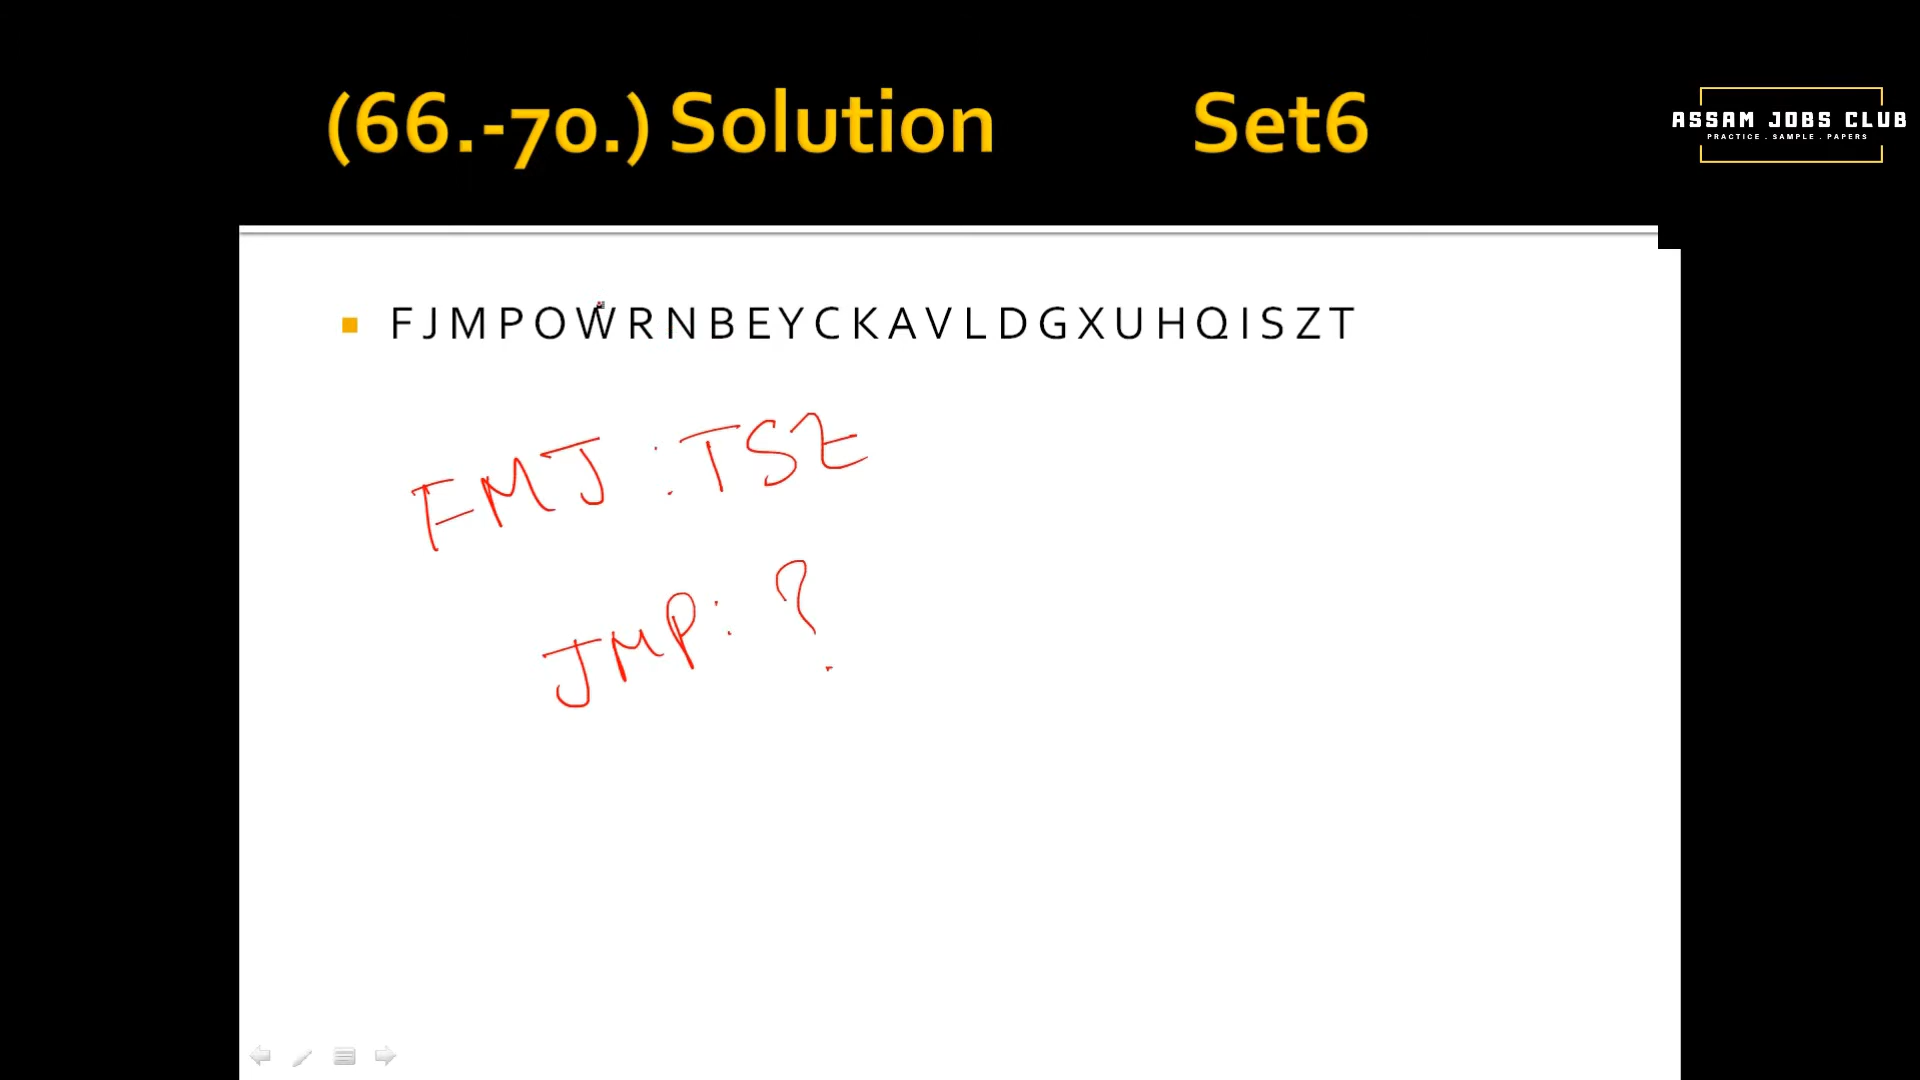 (66.-70.) Solution Set6
ASSAM JOBS CLUB
PRACTICE . SAMPLE . PAPERS
F J M P O W R N B E Y C K A V L D G X U H Q I S Z T
FMJ : TSZ
JMP : ?